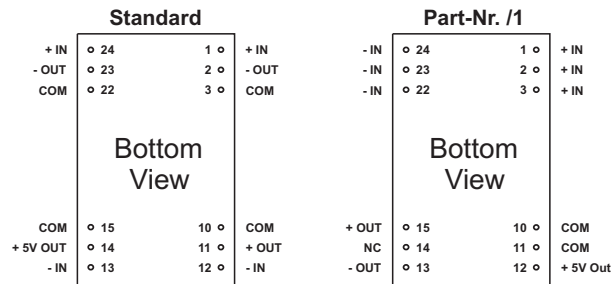 Standard Part-Nr. /1
+ IN 24 1 + IN - IN 24 1 + IN
- OUT 23 2 - OUT - IN 23 2 + IN
COM 22 3 COM - IN 22 3 + IN
Bottom Bottom
View View
COM 15 10 COM + OUT 15 10 COM
+ 5V OUT 14 11 + OUT NC 14 11 COM
- IN 13 12 - IN - OUT 13 12 + 5V Out